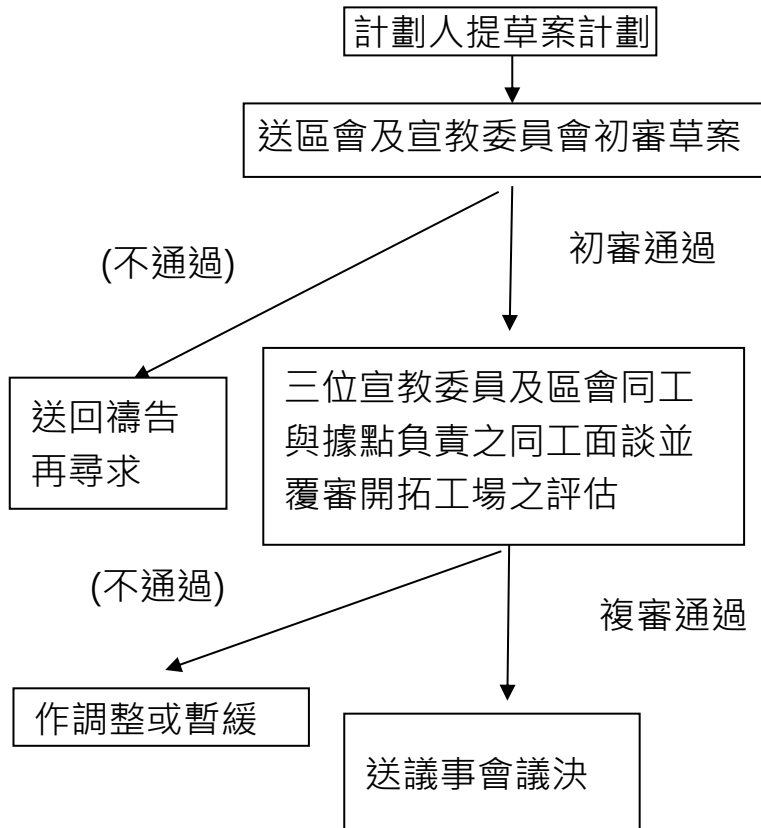 計劃人提草案計劃
送區會及宣教委員會初審草案
(不通過)
初審通過
送回禱告
再尋求
三位宣教委員及區會同工
與據點負責之同工面談並
覆審開拓工場之評估
(不通過)
複審通過
作調整或暫緩
送議事會議決